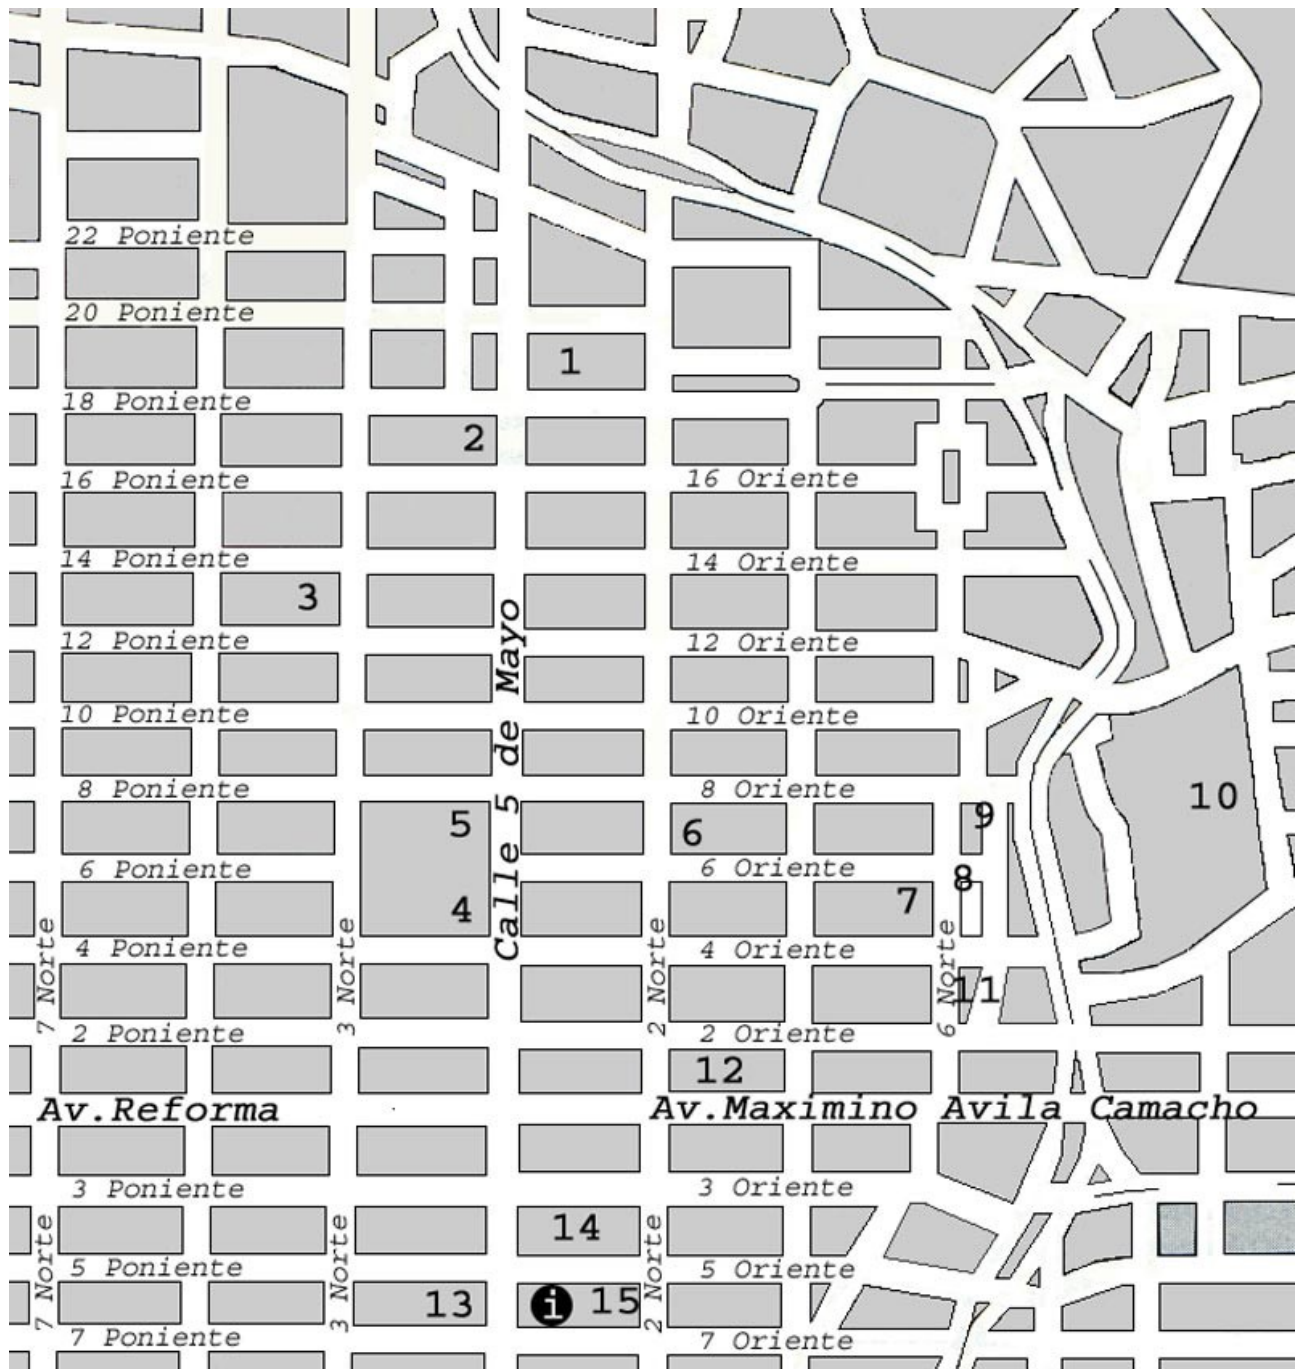 22 Poniente
20 Poniente
1
18 Poniente
2
16 Poniente
16 Oriente
14 Poniente
14 Oriente
3
12 Poniente
12 Oriente
Calle 5 de Mayo
10 Poniente
10 Oriente
8 Poniente
8 Oriente
10
5
6
9
6 Poniente
6 Oriente
8
4
7
4 Poniente
4 Oriente
7 Norte
3 Norte
2 Norte
6 Norte
11
2 Poniente
2 Oriente
12
Av.Reforma
Av.Maximino Avila Camacho
3 Poniente
3 Oriente
14
7 Norte
3 Norte
2 Norte
5 Poniente
5 Oriente
13
i
15
7 Poniente
7 Oriente